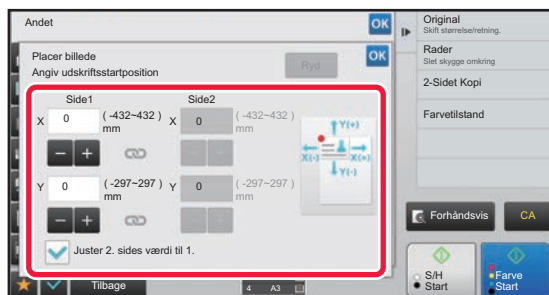 Andet
OK
Placer billede
Angiv udskriftsstartposition
Ryd
OK
Side1
Side2
X 0 (-432~432) mm
X 0 (-432~432) mm
− +
− +
Y 0 (-297~297) mm
Y 0 (-297~297) mm
− +
− +
Y(+)
X(-) X(+)
Y(-)
Juster 2. sides værdi til 1.
Tilbage
4 A3
Original
Skift størrelse/retning.
Rader
Slet skygge omkring
2-Sidet Kopi
Farvetilstand
Forhåndsvis
CA
S/H
Start
Farve
Start